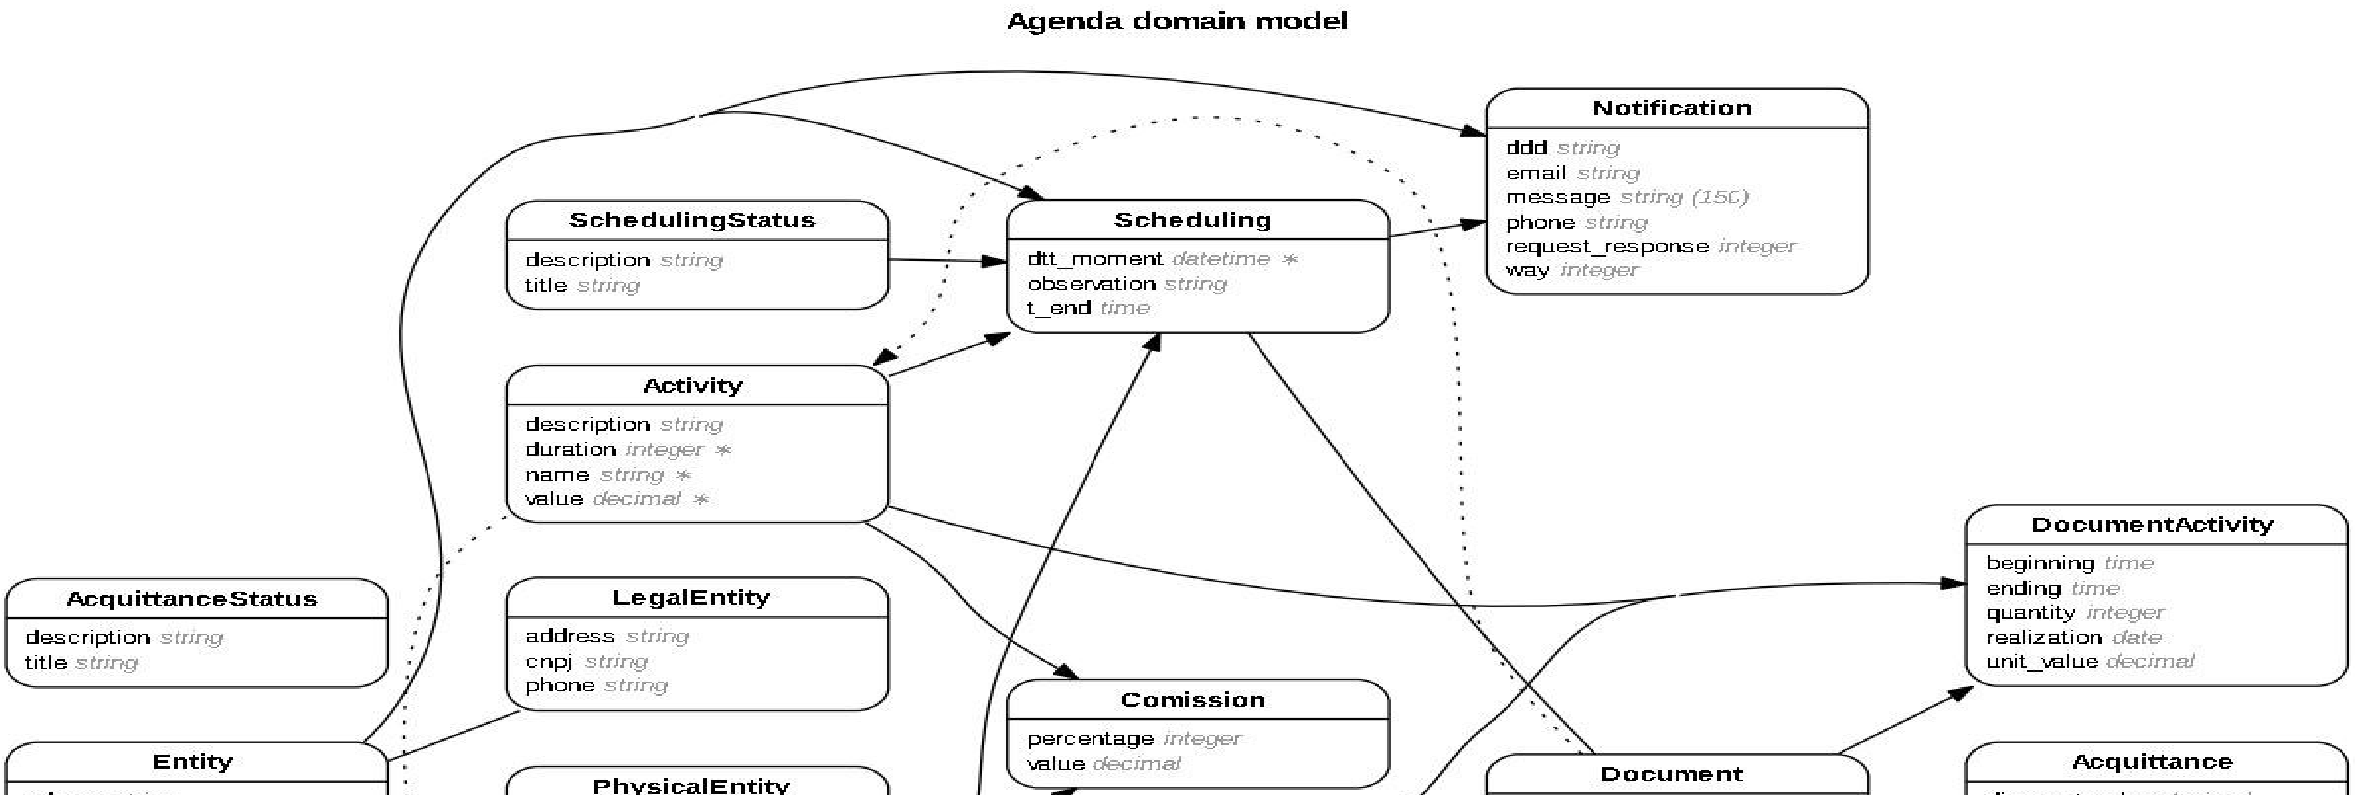 Agenda domain model
Notification
ddd string
email string
message string (150)
phone string
request_response integer
way integer
SchedulingStatus
description string
title string
Scheduling
dtt_moment datetime *
observation string
t_end time
Activity
description string
duration integer *
name string *
value decimal *
DocumentActivity
beginning time
ending time
quantity integer
realization date
unit_value decimal
AcquittanceStatus
description string
title string
LegalEntity
address string
cnpj string
phone string
Comission
percentage integer
value decimal
Entity
PhysicalEntity
Document
Acquittance